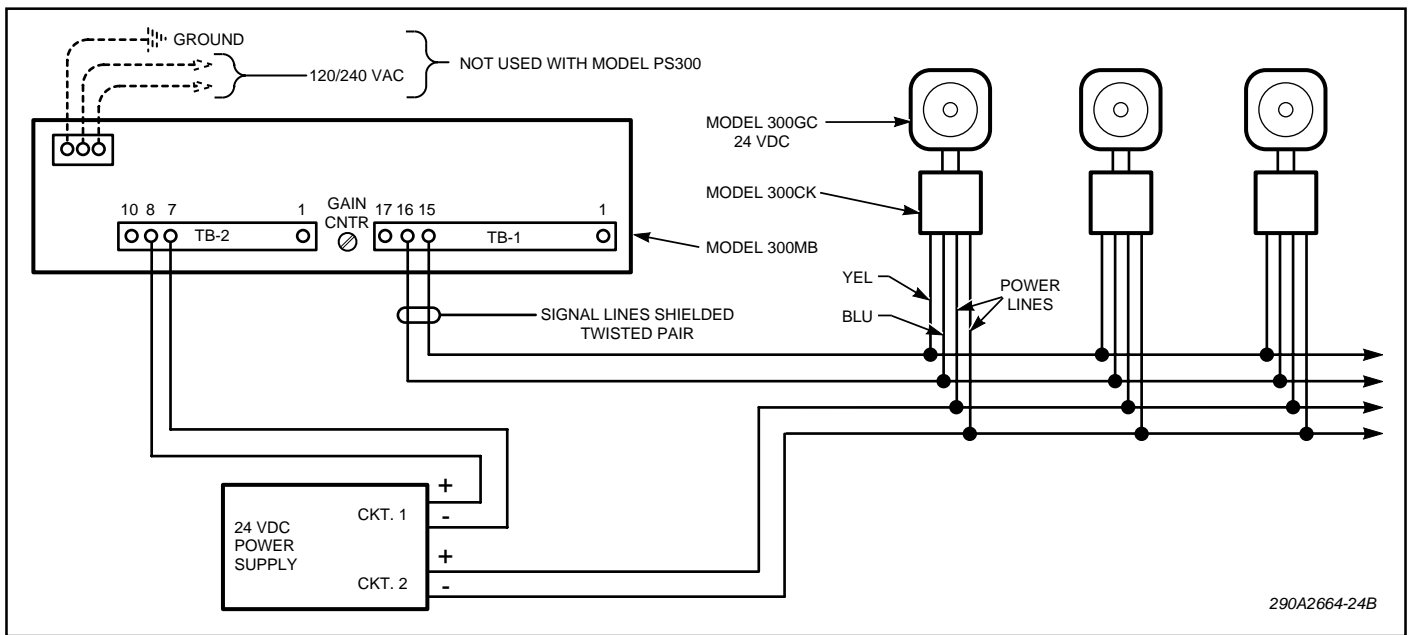 GROUND
120/240 VAC
NOT USED WITH MODEL PS300
MODEL 300GC
24 VDC
MODEL 300CK
10 8 7 1
TB-2
GAIN
CNTR
17 16 15 1
TB-1
MODEL 300MB
YEL
BLU
POWER
LINES
SIGNAL LINES SHIELDED
TWISTED PAIR
24 VDC
POWER
SUPPLY
CKT. 1
+
-
CKT. 2
+
-
290A2664-24B